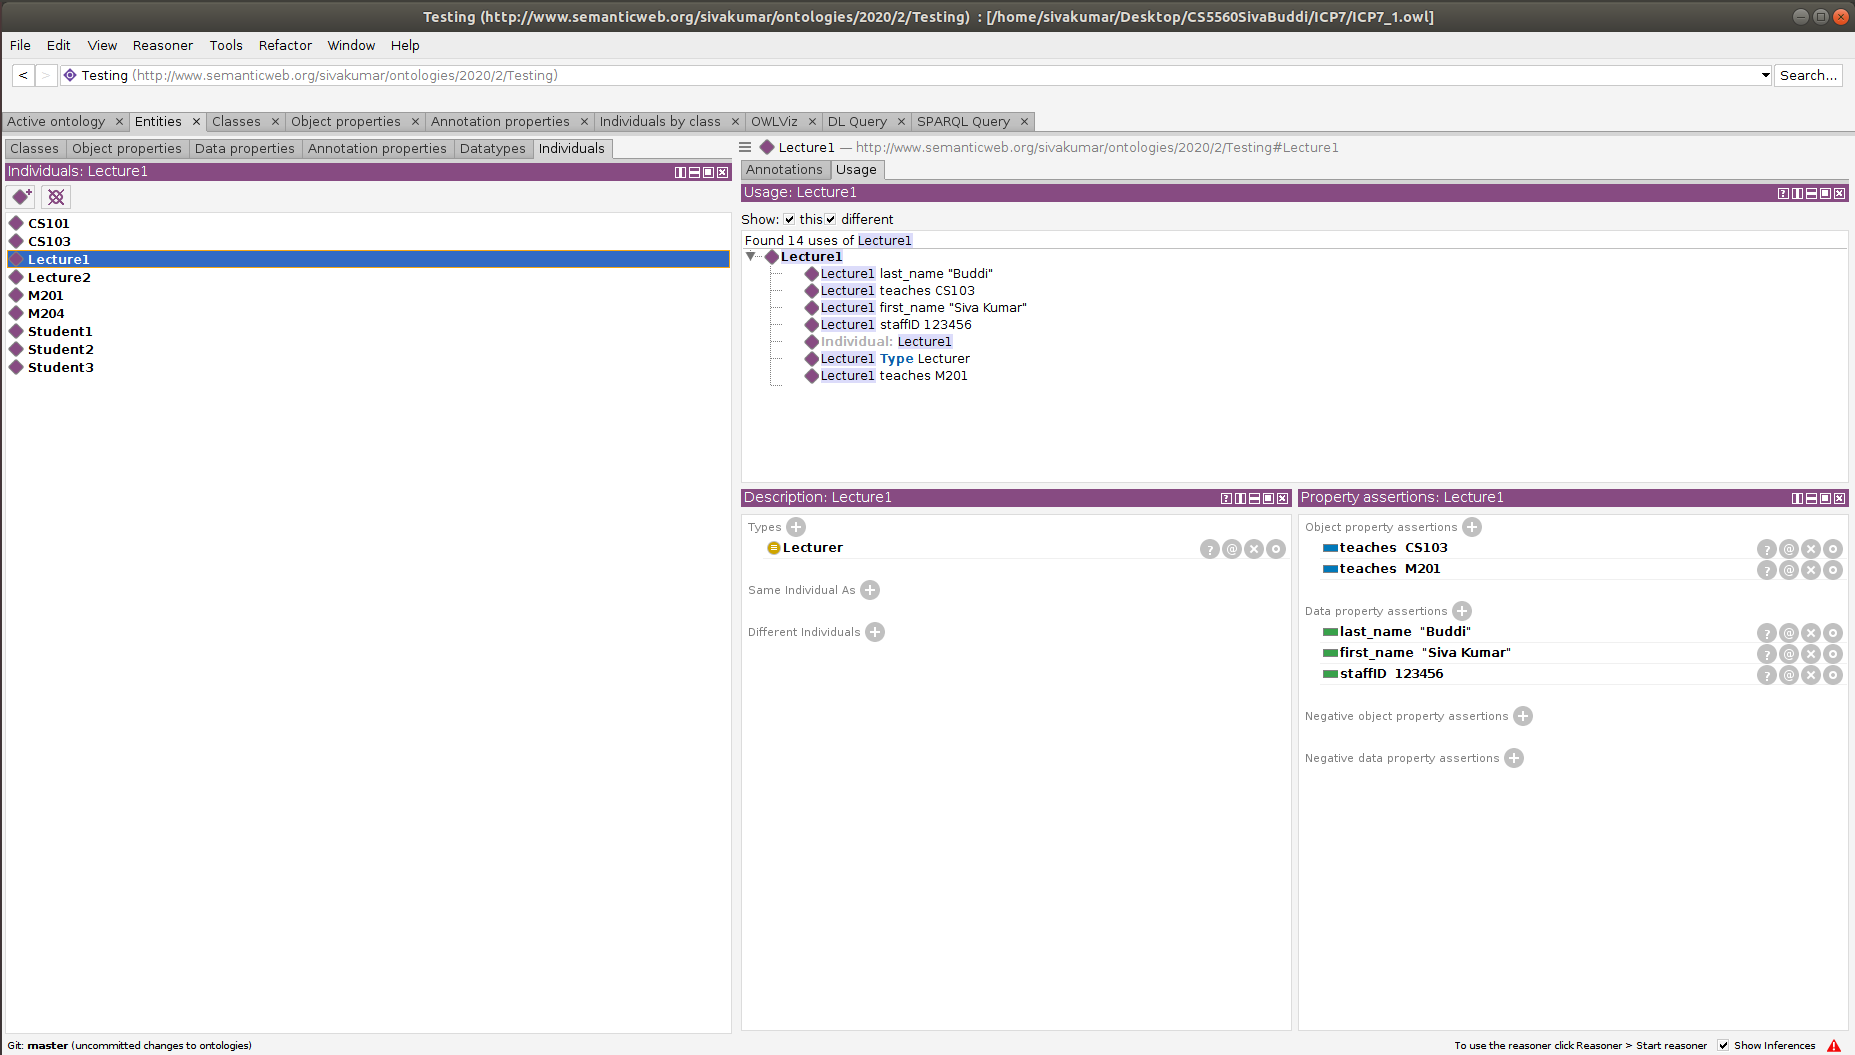 Testing (http://www.semanticweb.org/sivakumar/ontologies/2020/2/Testing) : [/home/sivakumar/Desktop/CS5560SivaBuddi/ICP7/ICP7_1.owl]
File Edit View Reasoner Tools Refactor Window Help
< > Testing (http://www.semanticweb.org/sivakumar/ontologies/2020/2/Testing) Search...
Active ontology × Entities × Classes × Object properties × Annotation properties × Individuals by class × OWLViz × DL Query × SPARQL Query ×
Classes Object properties Data properties Annotation properties Datatypes Individuals
Individuals: Lecture1
CS101
CS103
Lecture1
Lecture2
M201
M204
Student1
Student2
Student3
Lecture1 — http://www.semanticweb.org/sivakumar/ontologies/2020/2/Testing#Lecture1
Annotations Usage
Usage: Lecture1
Show: this different
Found 14 uses of Lecture1
Lecture1
Lecture1 last_name "Buddi"
Lecture1 teaches CS103
Lecture1 first_name "Siva Kumar"
Lecture1 staffID 123456
Individual: Lecture1
Lecture1 Type Lecturer
Lecture1 teaches M201
Description: Lecture1
Types
Lecturer
Same Individual As
Different Individuals
Property assertions: Lecture1
Object property assertions
teaches CS103
teaches M201
Data property assertions
last_name "Buddi"
first_name "Siva Kumar"
staffID 123456
Negative object property assertions
Negative data property assertions
Git: master (uncommitted changes to ontologies)
To use the reasoner click Reasoner > Start reasoner Show Inferences